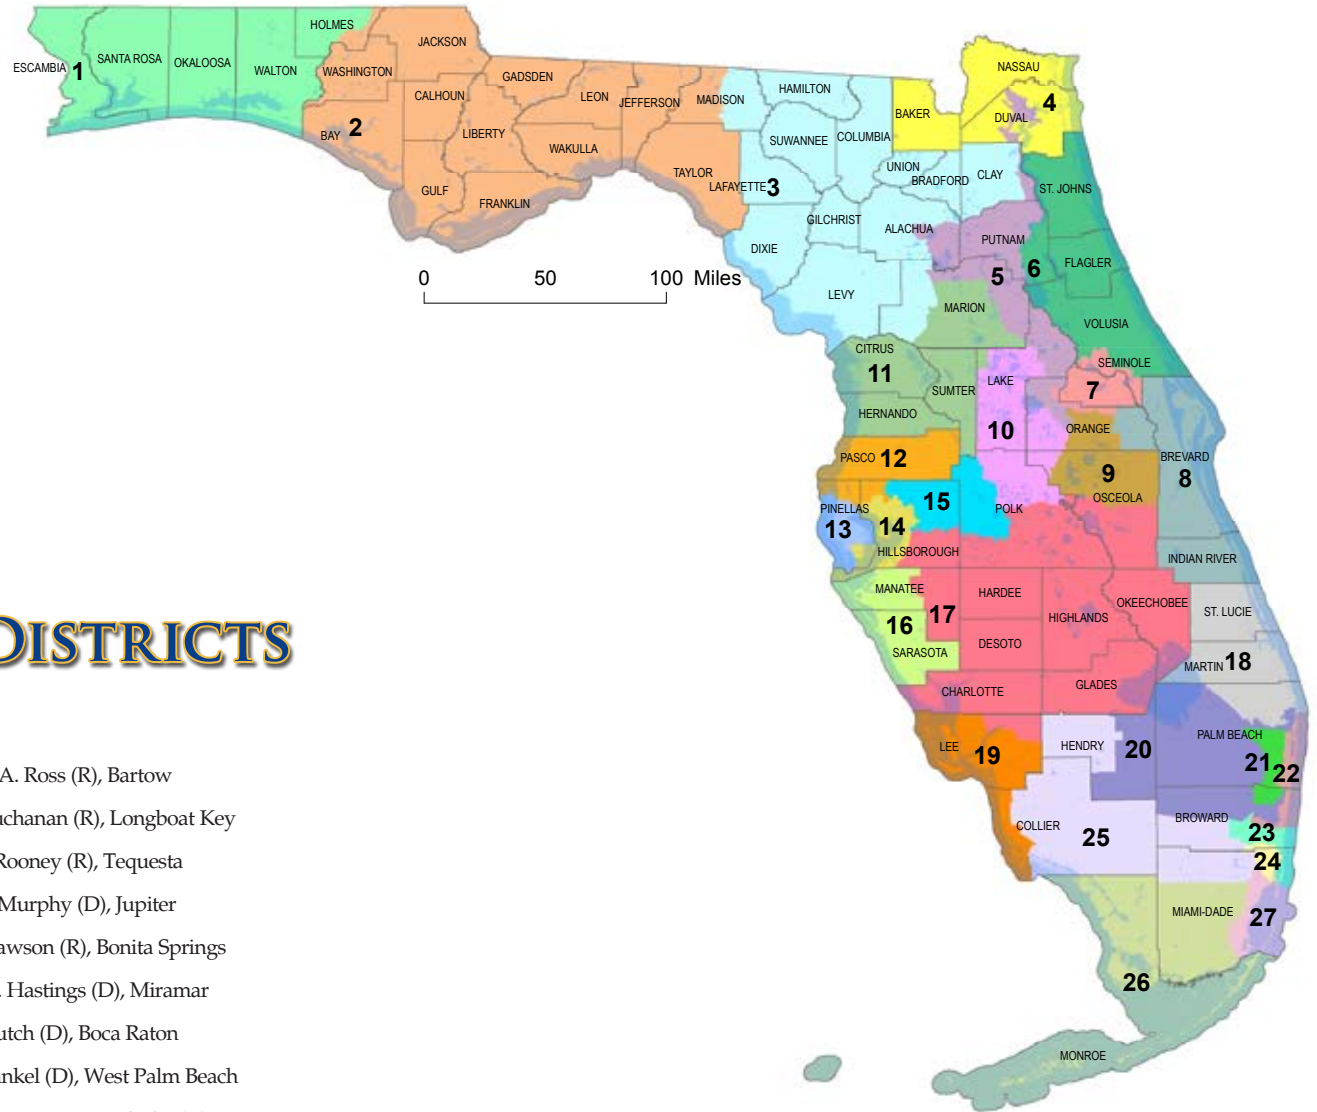 HOLMES
JACKSON
ESCAMBIA 1 SANTA ROSA OKALOOSA WALTON WASHINGTON
GADSDEN
NASSAU
CALHOUN LEON JEFFERSON MADISON HAMILTON
BAY 2 LIBERTY
BAKER DUVAL 4
WAKULLA
SUWANNEE COLUMBIA
GULF FRANKLIN
TAYLOR LAFAYETTE 3
UNION BRADFORD CLAY
ST. JOHNS
DIXIE GILCHRIST ALACHUA
PUTNAM
5 6 FLAGLER
0 50 100 Miles
LEVY MARION
VOLUSIA
CITRUS
11
SUMTER LAKE
SEMINOLE
7
HERNANDO
10 ORANGE
PASCO 12
9
OSCEOLA
BREVARD
8
PINELLAS
13 14 15
POLK
HILLSBOROUGH
INDIAN RIVER
MANATEE
HARDEE
OKEECHOBEE
ST. LUCIE
16 17 HIGHLANDS
DISTRICTS
SARASOTA
DESOTO
MARTIN 18
CHARLOTTE GLADES
LEE 19
HENDRY 20
PALM BEACH
21 22
A. Ross (R), Bartow
uchanan (R), Longboat Key
COLLIER 25
BROWARD
23
Rooney (R), Tequesta
24
Murphy (D), Jupiter
MIAMI-DADE 27
awson (R), Bonita Springs
26
. Hastings (D), Miramar
utch (D), Boca Raton
MONROE
nkel (D), West Palm Beach